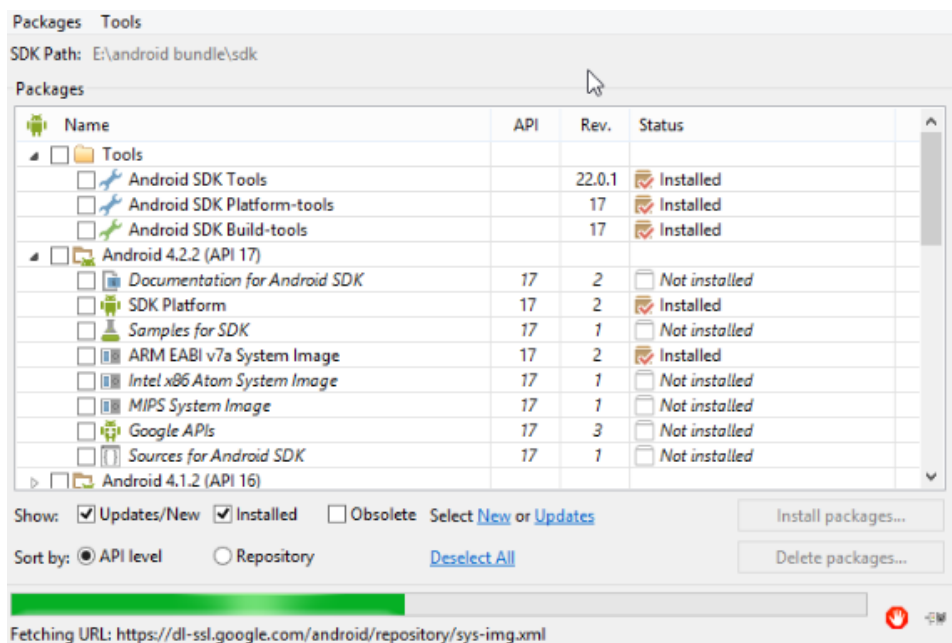 Packages Tools
SDK Path: E:\android bundle\sdk
Packages
Name API Rev. Status
Tools
Android SDK Tools 22.0.1 Installed
Android SDK Platform-tools 17 Installed
Android SDK Build-tools 17 Installed
Android 4.2.2 (API 17)
Documentation for Android SDK 17 2 Not installed
SDK Platform 17 2 Installed
Samples for SDK 17 1 Not installed
ARM EABI v7a System Image 17 2 Installed
Intel x86 Atom System Image 17 1 Not installed
MIPS System Image 17 1 Not installed
Google APIs 17 3 Not installed
Sources for Android SDK 17 1 Not installed
Android 4.1.2 (API 16)
Show: Updates/New Installed Obsolete Select New or Updates Install packages...
Sort by: API level Repository Deselect All Delete packages...
Fetching URL: https://dl-ssl.google.com/android/repository/sys-img.xml